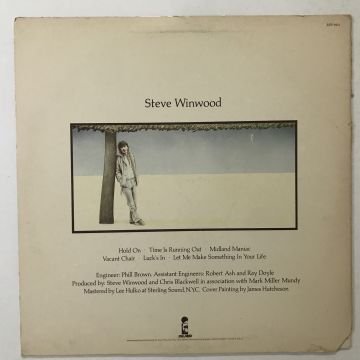 Steve Winwood
Hold On · Time Is Running Out · Midland Maniac
Vacant Chair · Luck's In · Let Me Make Something In Your Life
Engineer: Phill Brown. Assistant Engineers: Robert Ash and Ray Doyle
Produced by: Steve Winwood and Chris Blackwell in association with Mark Miller Mundy
Mastered by Lee Hulko at Sterling Sound, N.Y.C. Cover Painting by James Hutcheson.